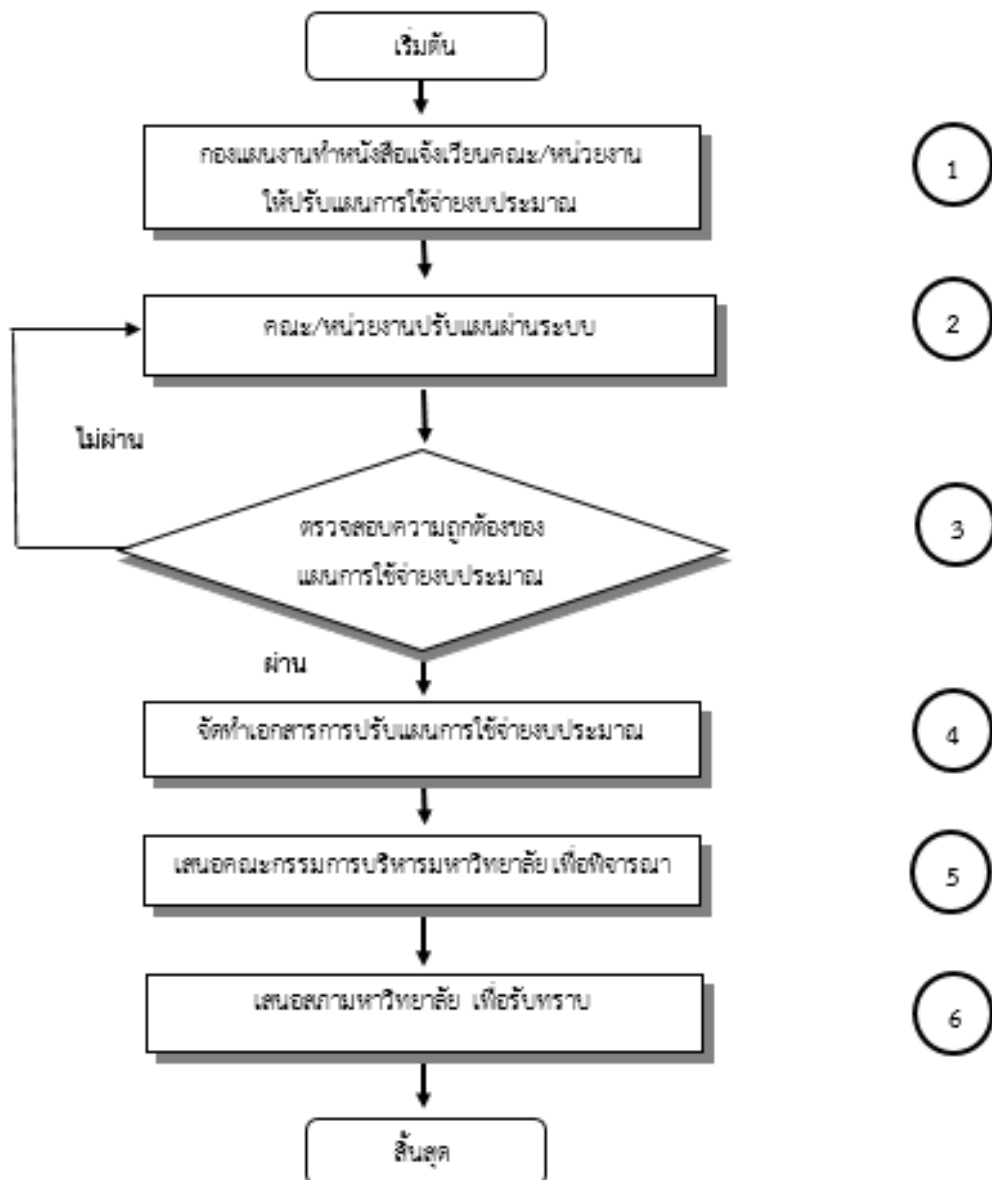 เริ่มต้น
กองแผนงานทำหนังสือแจ้งเวียนคณะ/หน่วยงาน
ให้ปรับแผนการใช้จ่ายงบประมาณ
1
คณะ/หน่วยงานปรับแผนผ่านระบบ
2
ไม่ผ่าน
ตรวจสอบความถูกต้องของ
แผนการใช้จ่ายงบประมาณ
3
ผ่าน
จัดทำเอกสารการปรับแผนการใช้จ่ายงบประมาณ
4
เสนอคณะกรรมการบริหารมหาวิทยาลัย เพื่อพิจารณา
5
เสนอสภามหาวิทยาลัย เพื่อรับทราบ
6
สิ้นสุด